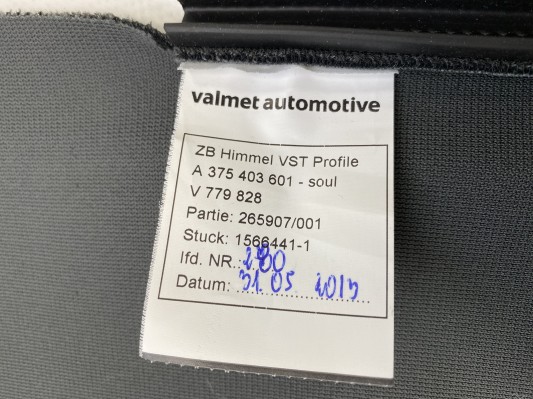 valmet automotive
ZB Himmel VST Profile
A 375 403 601 - soul
V 779 828
Partie: 265907/001
Stuck: 1566441-1
lfd. NR.:
Datum: 31.05 2013